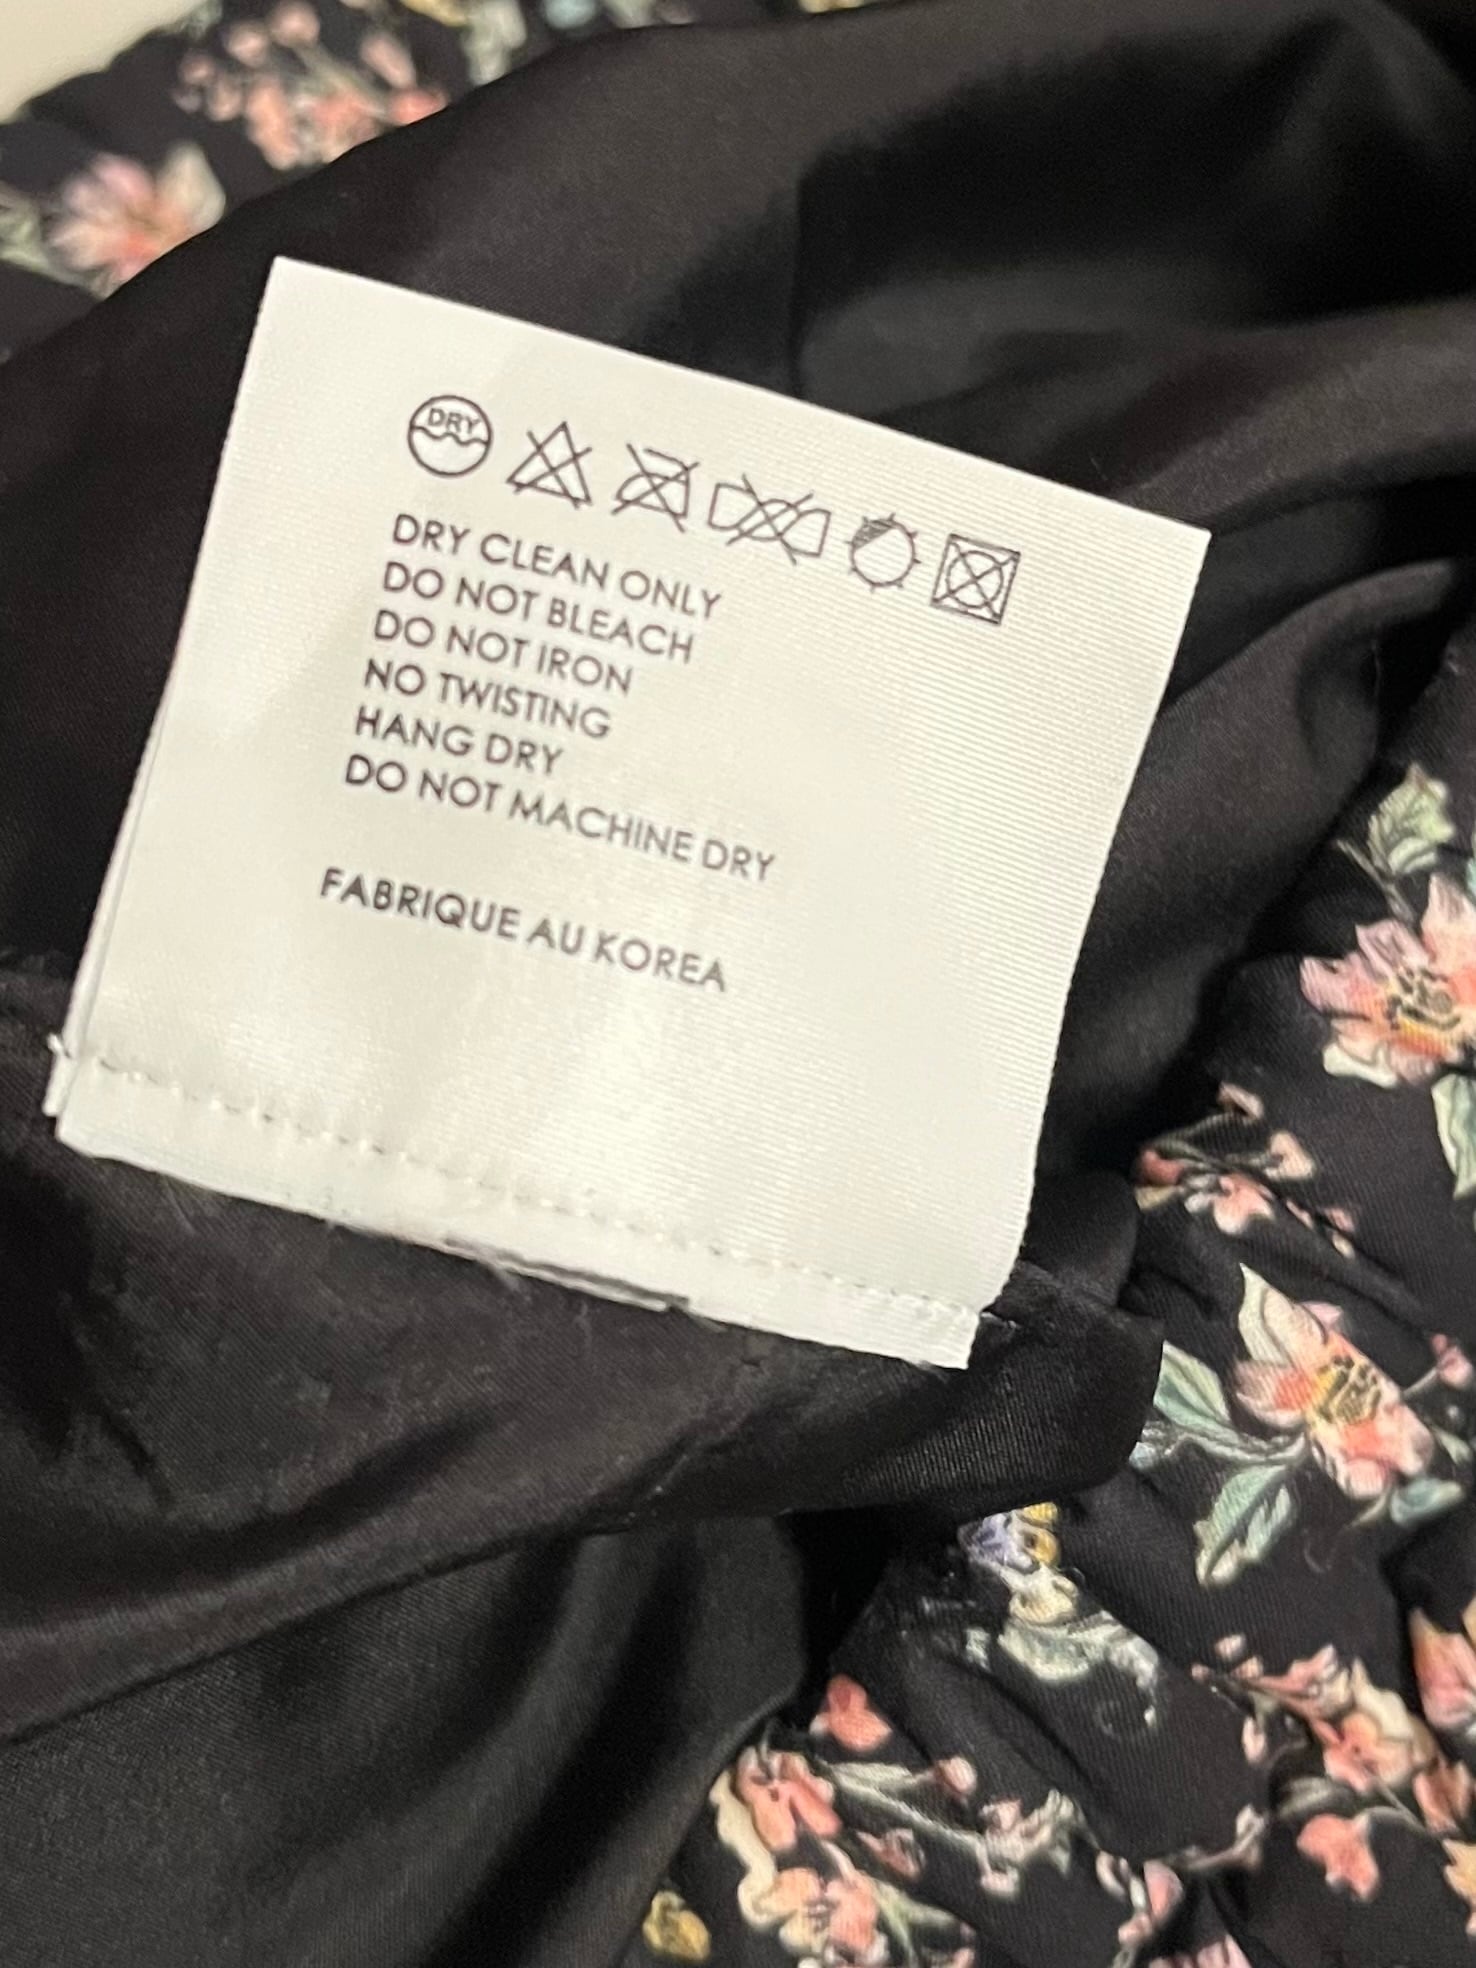 DRY
DRY CLEAN ONLY
DO NOT BLEACH
DO NOT IRON
NO TWISTING
HANG DRY
DO NOT MACHINE DRY
FABRIQUE AU KOREA